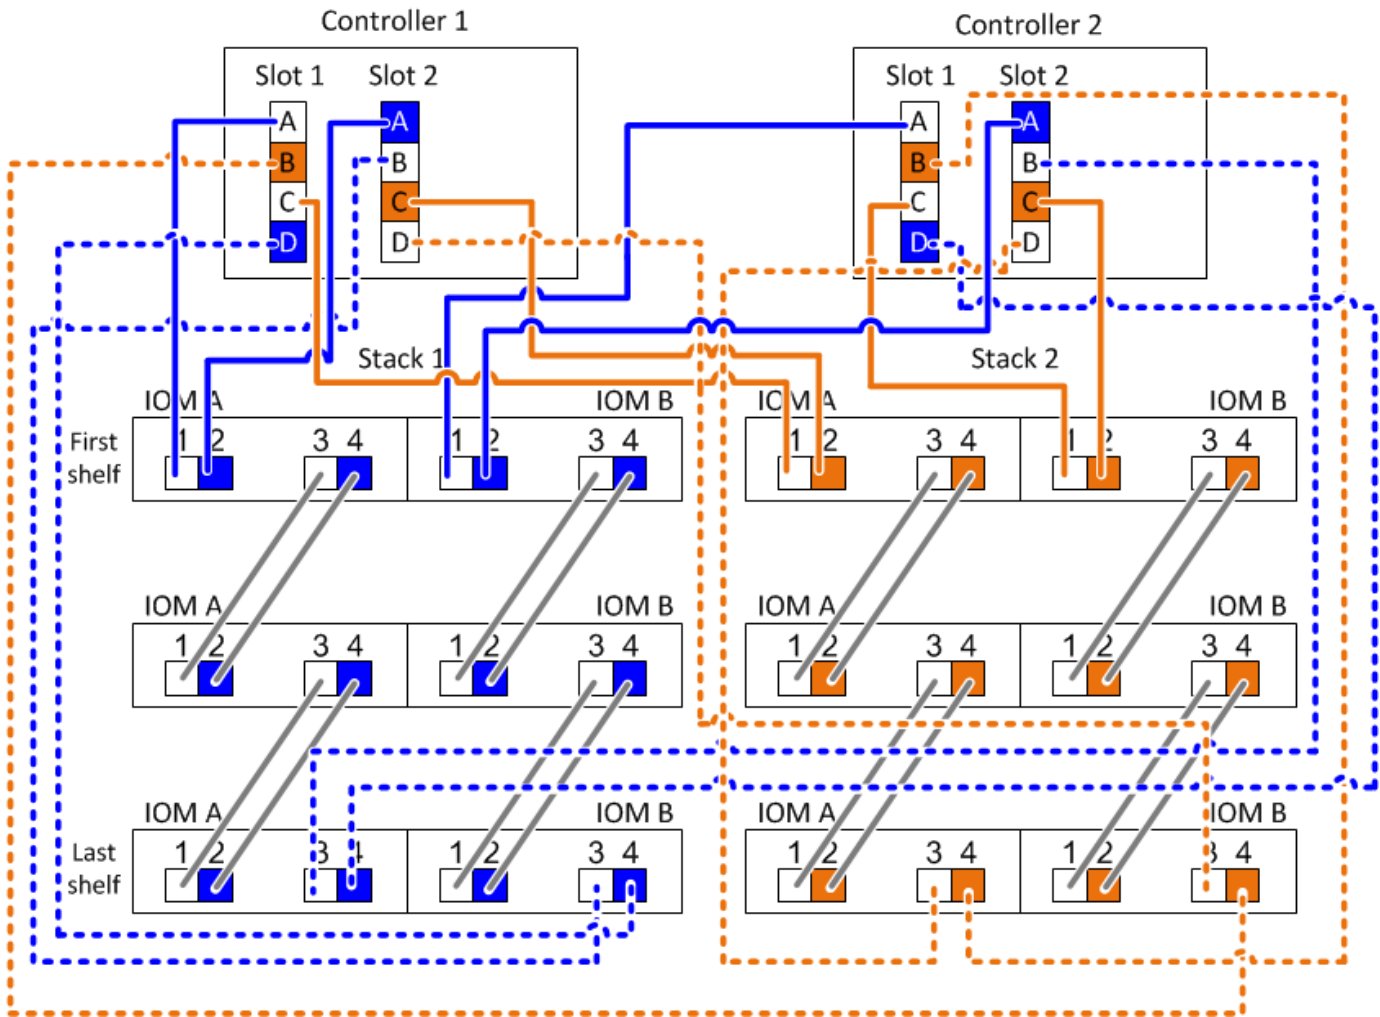 Controller 1
Controller 2
Slot 1 Slot 2
Slot 1 Slot 2
A A
B B
C C
D D
A A
B B
C C
D D
Stack 1
Stack 2
IOM A IOM B
IOM A IOM B
First
shelf
1 2 3 4 1 2 3 4
1 2 3 4 1 2 3 4
IOM A IOM B
IOM A IOM B
1 2 3 4 1 2 3 4
1 2 3 4 1 2 3 4
IOM A IOM B
IOM A IOM B
Last
shelf
1 2 3 4 1 2 3 4
1 2 3 4 1 2 3 4